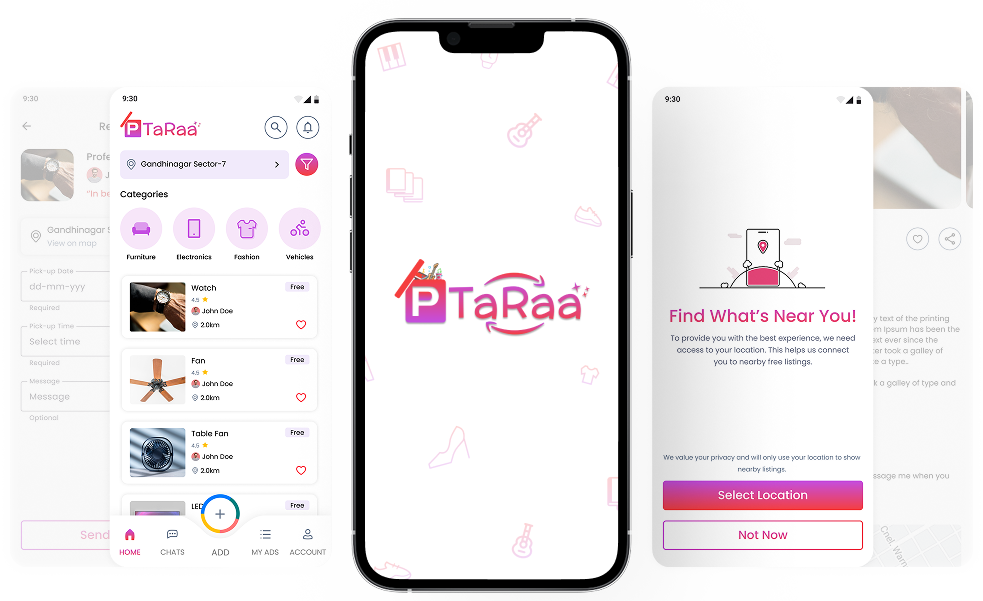 9:30
Re
Profe
"In be
Gandhinagar S
View on map
Pick-up Date
dd-mm-yyy
Required
Pick-up Time
Select time
Required
Message
Message
Optional
Send
9:30
PTaRaa
Gandhinagar Sector-7
Categories
Furniture
Electronics
Fashion
Vehicles
Watch
Free
4.5
John Doe
2.0km
Fan
Free
4.5
John Doe
2.0km
Table Fan
Free
4.5
John Doe
2.0km
LED
Free
HOME
CHATS
ADD
MY ADS
ACCOUNT
PTaRaa
9:30
Find What's Near You!
To provide you with the best experience, we need
access to your location. This helps us connect
you to nearby free listings.
We value your privacy and will only use your location to show
nearby listings.
Select Location
Not Now
y text of the printing
m Ipsum has been the
ext ever since the
ter took a galley of
e a type..
k a galley of type and
ssage me when you
Cnel. Warn